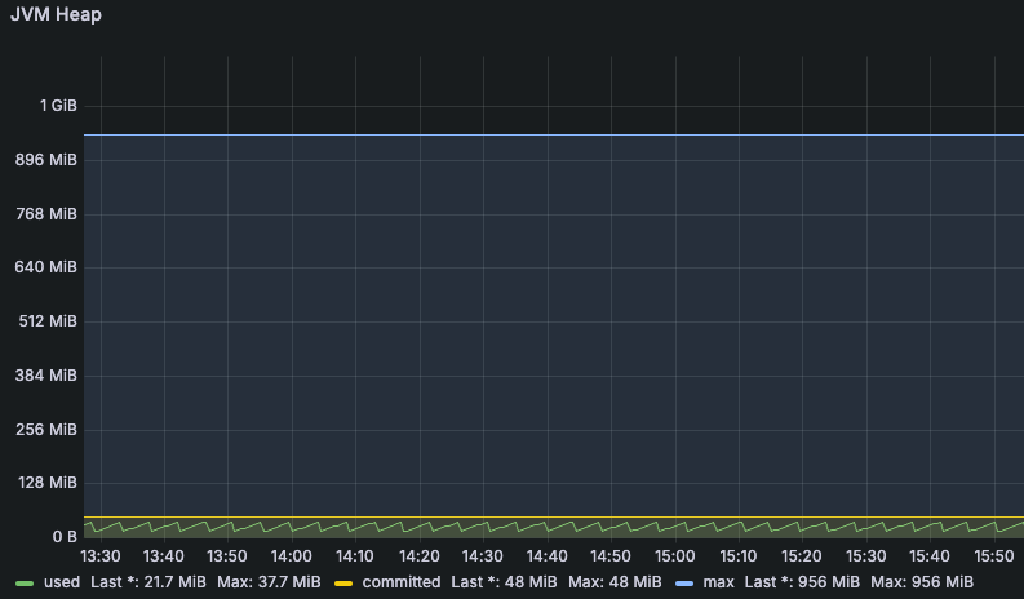 JVM Heap
1 GiB
896 MiB
768 MiB
640 MiB
512 MiB
384 MiB
256 MiB
128 MiB
0 B
13:30 13:40 13:50 14:00 14:10 14:20 14:30 14:40 14:50 15:00 15:10 15:20 15:30 15:40 15:50
used Last *: 21.7 MiB Max: 37.7 MiB committed Last *: 48 MiB Max: 48 MiB max Last *: 956 MiB Max: 956 MiB